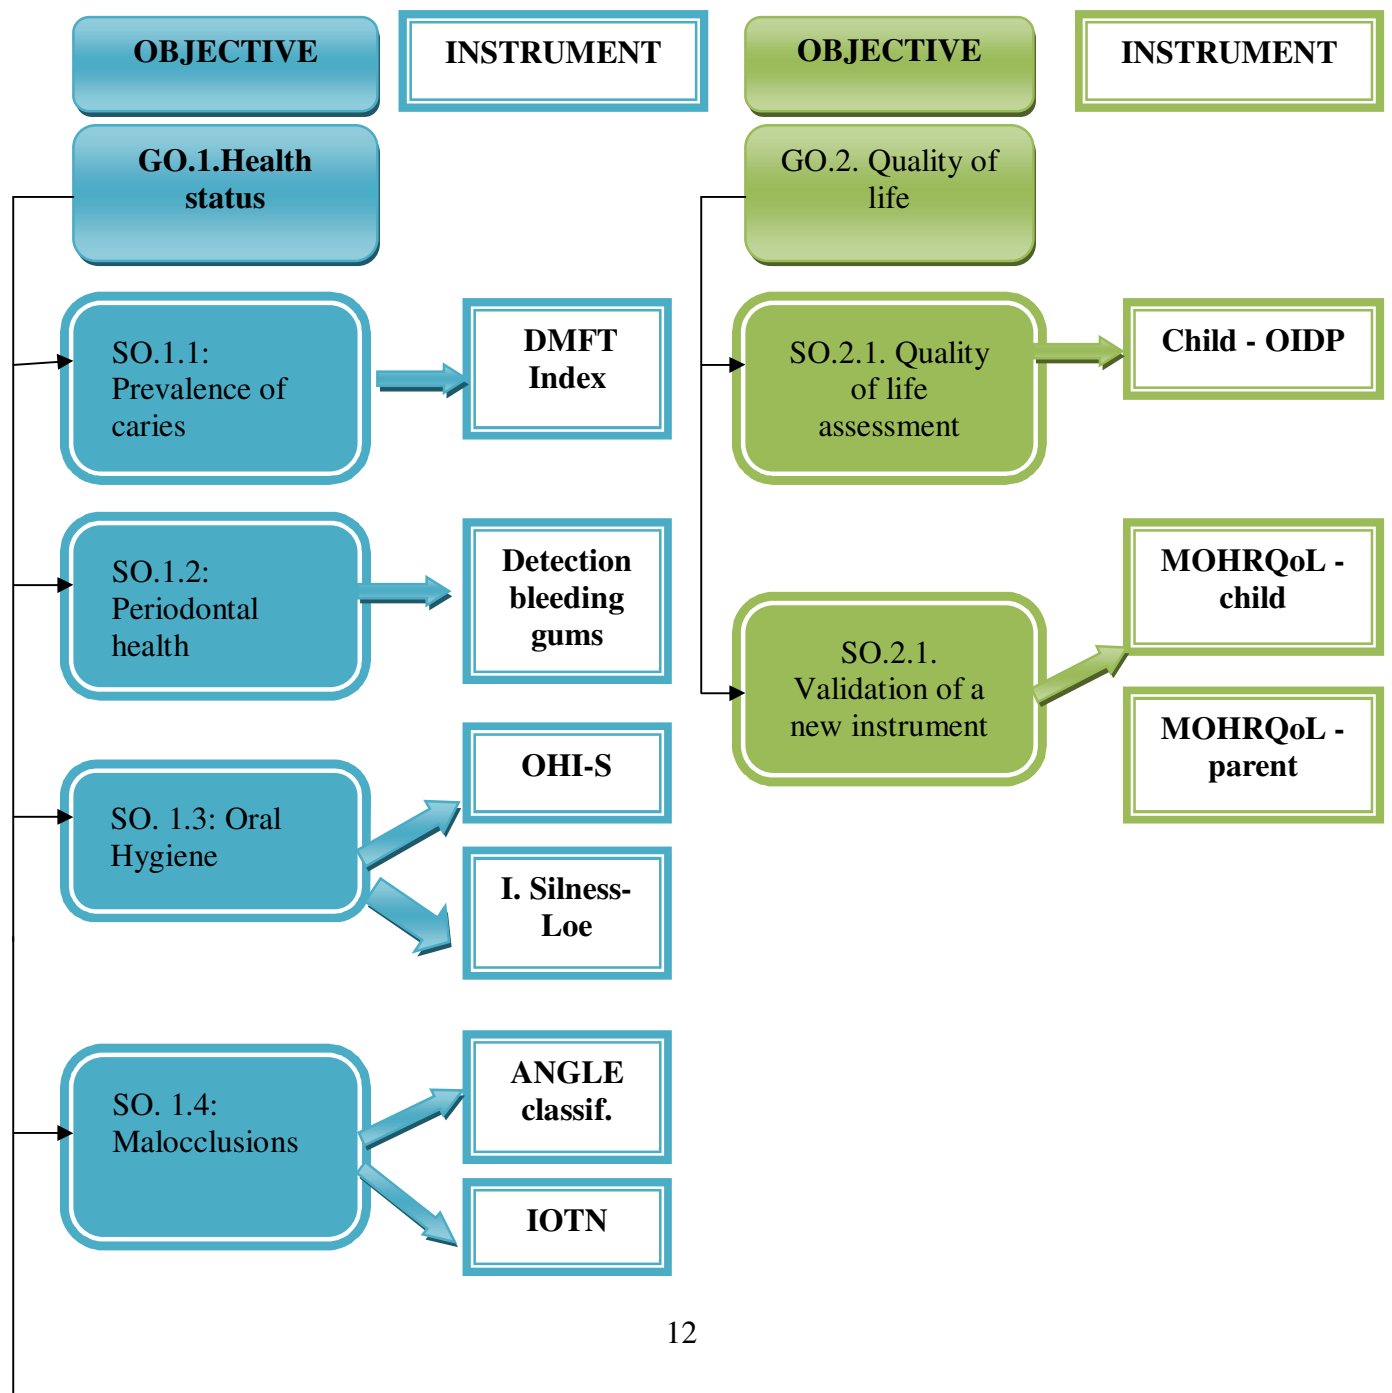 OBJECTIVE
INSTRUMENT
GO.1.Health
status
SO.1.1:
Prevalence of
caries
DMFT
Index
SO.1.2:
Periodontal
health
Detection
bleeding
gums
SO. 1.3: Oral
Hygiene
OHI-S
I. Silness-
Loe
SO. 1.4:
Malocclusions
ANGLE
classif.
IOTN
OBJECTIVE
INSTRUMENT
GO.2. Quality of
life
SO.2.1. Quality
of life
assessment
Child - OIDP
SO.2.1.
Validation of a
new instrument
MOHRQoL -
child
MOHRQoL -
parent
12